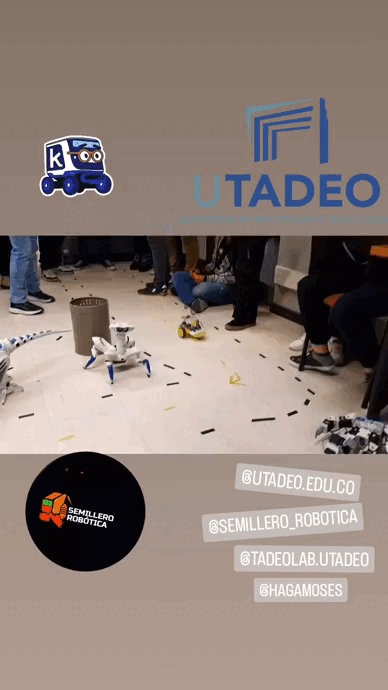 k
UTADEO
SEMILLERO
ROBÓTICA
@UTADEO.EDU.CO
@SEMILLERO_ROBOTICA
@TADEOLAB.UTADEO
@HAGAMOSES